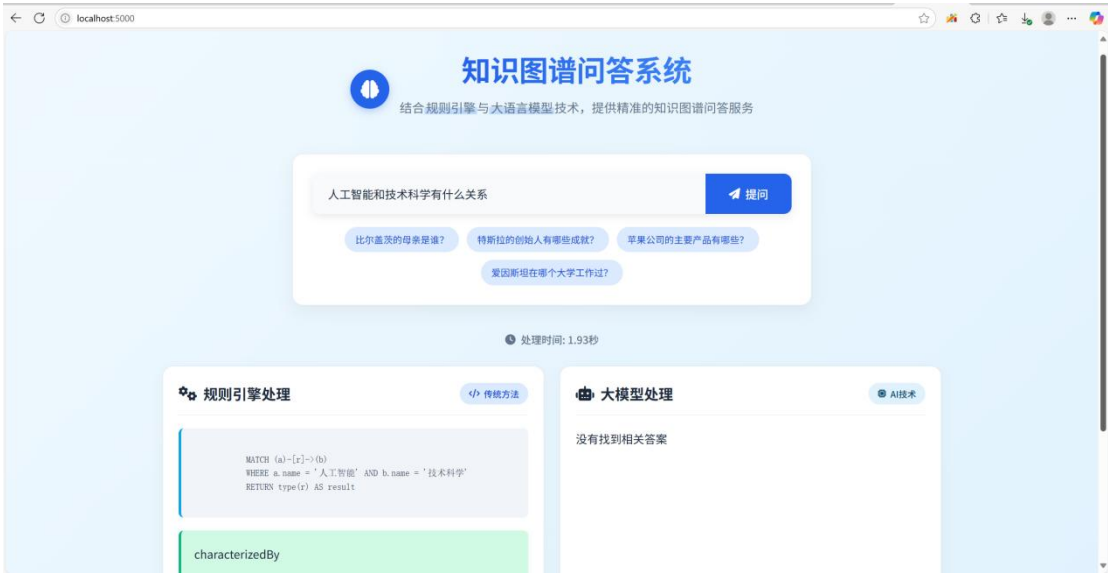 localhost:5000
知识图谱问答系统
结合规则引擎与大语言模型技术，提供精准的知识图谱问答服务
人工智能和技术科学有什么关系
提问
比尔盖茨的母亲是谁?
特斯拉的创始人有哪些成就?
苹果公司的主要产品有哪些?
爱因斯坦在哪个大学工作过?
处理时间: 1.93秒
规则引擎处理
</> 传统方法
MATCH (a)-[r]->(b)
WHERE a.name = '人工智能' AND b.name = '技术科学'
RETURN type(r) AS result
characterizedBy
大模型处理
AI技术
没有找到相关答案